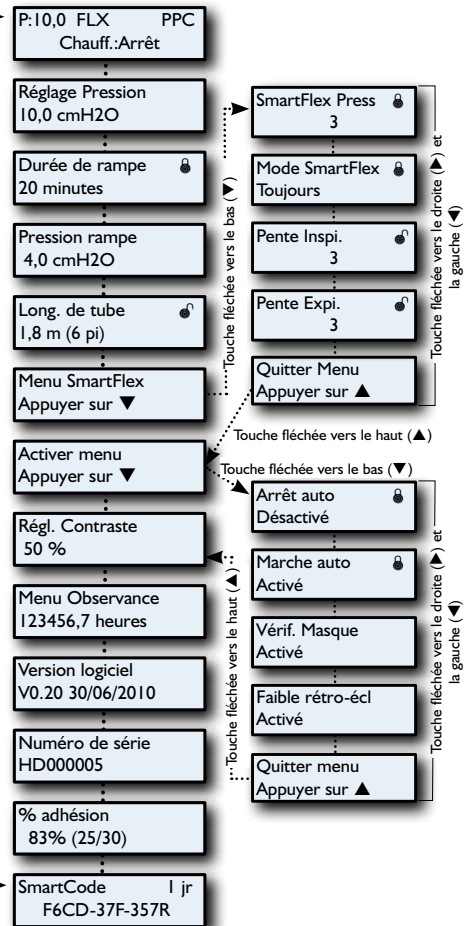 P:10,0 FLX PPC
Chauff.:Arrêt
Réglage Pression
10,0 cmH2O
Durée de rampe
20 minutes
Pression rampe
4,0 cmH2O
Long. de tube
1,8 m (6 pi)
Menu SmartFlex
Appuyer sur ▼
Touche fléchée vers le bas (▼)
SmartFlex Press
3
Mode SmartFlex
Toujours
Pente Inspi.
3
Pente Expi.
3
Quitter Menu
Appuyer sur ▲
Touche fléchée vers le droite (▲) et
la gauche (▼)
Touche fléchée vers le haut (▲)
Activer menu
Appuyer sur ▼
Touche fléchée vers le bas (▼)
Arrêt auto
Désactivé
Marche auto
Activé
Vérif. Masque
Activé
Faible rétro-écl
Activé
Quitter menu
Appuyer sur ▲
Touche fléchée vers le droite (▲) et
la gauche (▼)
Touche fléchée vers le haut (▲)
Régl. Contraste
50 %
Menu Observance
123456,7 heures
Version logiciel
V0.20 30/06/2010
Numéro de série
HD000005
% adhésion
83% (25/30)
SmartCode 1 jr
F6CD-37F-357R